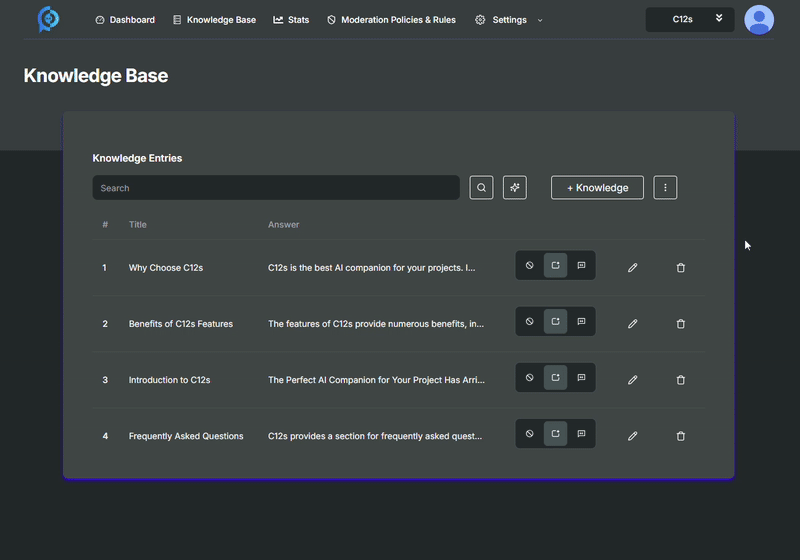 Dashboard Knowledge Base Stats Moderation Policies & Rules Settings C12s
Knowledge Base
Knowledge Entries
Search + Knowledge
# Title Answer
1 Why Choose C12s C12s is the best AI companion for your projects. I...
2 Benefits of C12s Features The features of C12s provide numerous benefits, in...
3 Introduction to C12s The Perfect AI Companion for Your Project Has Arri...
4 Frequently Asked Questions C12s provides a section for frequently asked quest...